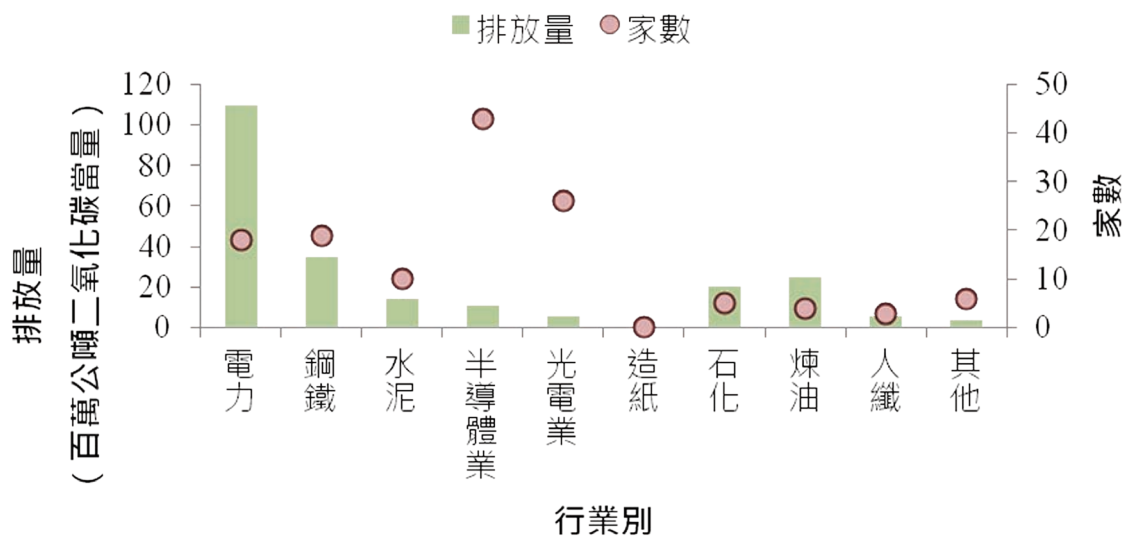 排放量 家數
排放量
（百萬公噸二氧化碳當量）
120
100
80
60
40
20
0
50
40
30
20
10
0
家數
電力
鋼鐵
水泥
半導體業
光電業
造紙
石化
煉油
人纖
其他
行業別